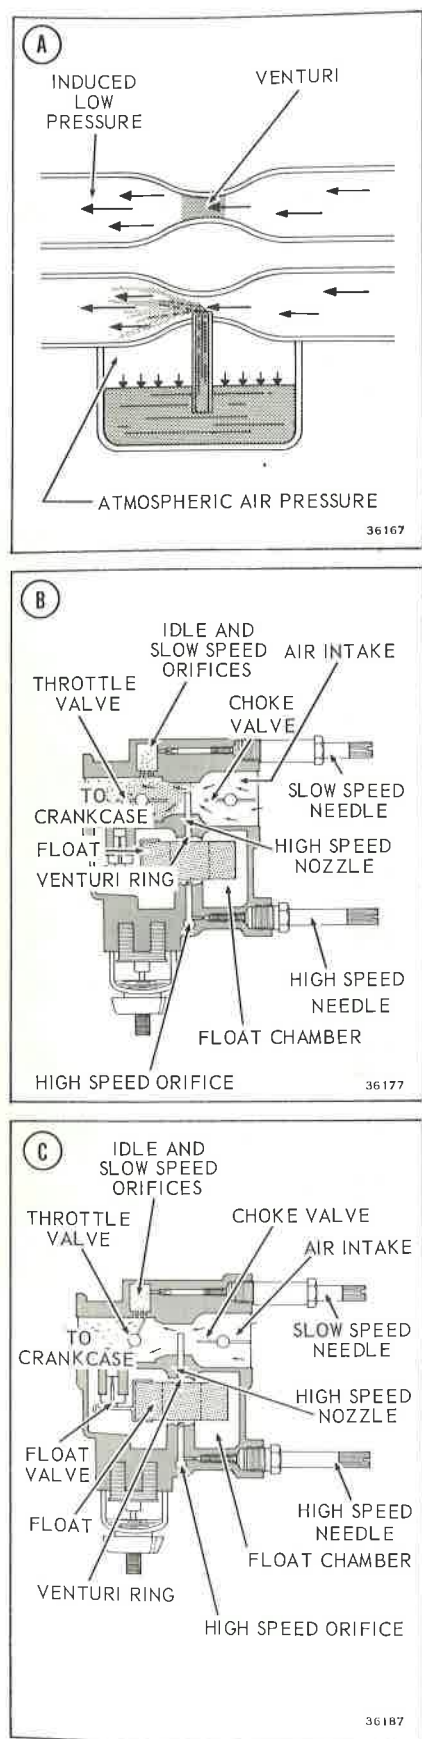 A
INDUCED
LOW
PRESSURE
VENTURI
ATMOSPHERIC AIR PRESSURE
36167
B
IDLE AND
SLOW SPEED
ORIFICES
AIR INTAKE
THROTTLE
VALVE
CHOKE
VALVE
TO
CRANKCASE
SLOW SPEED
NEEDLE
FLOAT
HIGH SPEED
NOZZLE
VENTURI RING
HIGH SPEED
NEEDLE
FLOAT CHAMBER
HIGH SPEED ORIFICE
36177
C
IDLE AND
SLOW SPEED
ORIFICES
THROTTLE
VALVE
CHOKE VALVE
AIR INTAKE
TO
CRANKCASE
SLOW SPEED
NEEDLE
HIGH SPEED
NOZZLE
FLOAT
VALVE
FLOAT
HIGH SPEED
NEEDLE
FLOAT CHAMBER
VENTURI RING
HIGH SPEED ORIFICE
36187